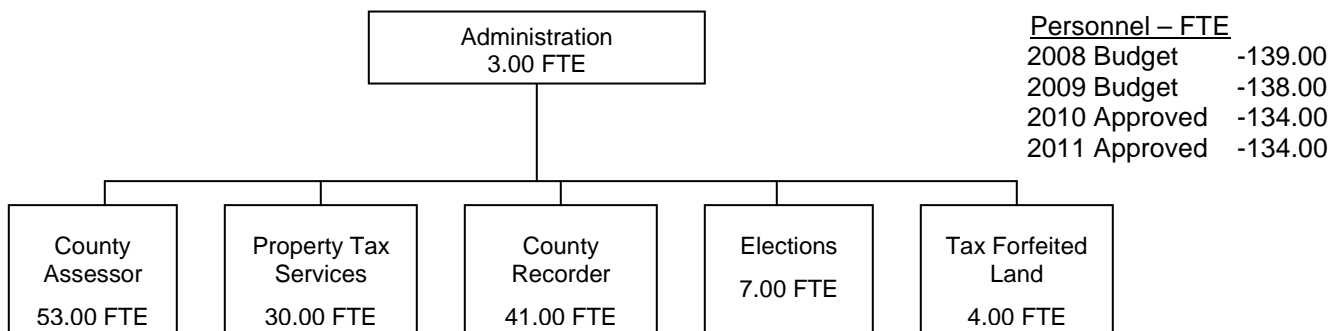 Administration
3.00 FTE
Personnel – FTE
2008 Budget -139.00
2009 Budget -138.00
2010 Approved -134.00
2011 Approved -134.00
County
Assessor
53.00 FTE
Property Tax
Services
30.00 FTE
County
Recorder
41.00 FTE
Elections
7.00 FTE
Tax Forfeited
Land
4.00 FTE